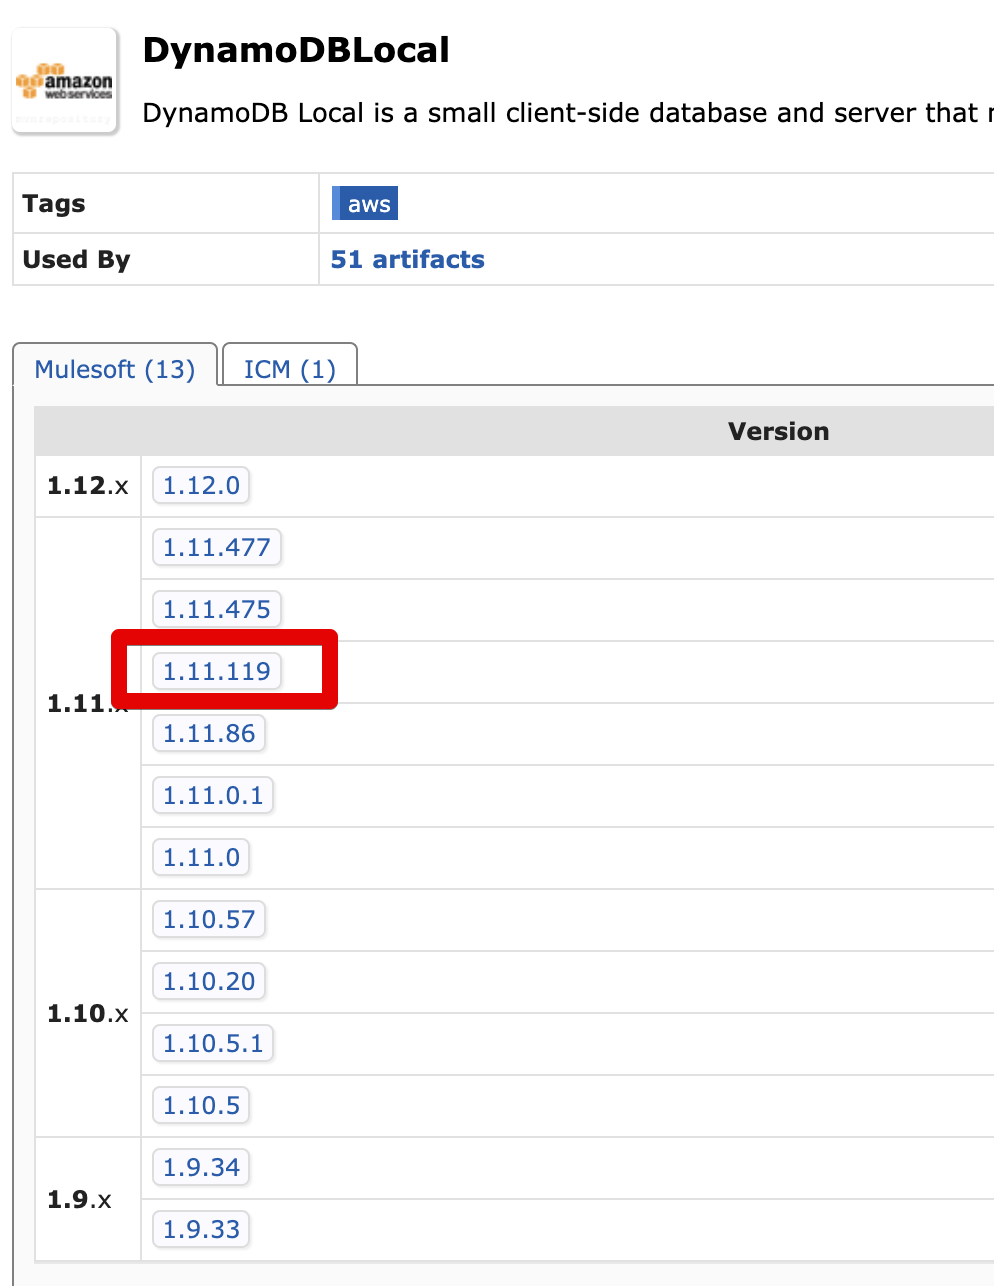 amazon
webservices
mvnrepository
DynamoDBLocal
DynamoDB Local is a small client-side database and server that
Tags
aws
Used By
51 artifacts
Mulesoft (13)
ICM (1)
Version
1.12.x
1.12.0
1.11.x
1.11.477
1.11.475
1.11.119
1.11.86
1.11.0.1
1.11.0
1.10.x
1.10.57
1.10.20
1.10.5.1
1.10.5
1.9.x
1.9.34
1.9.33